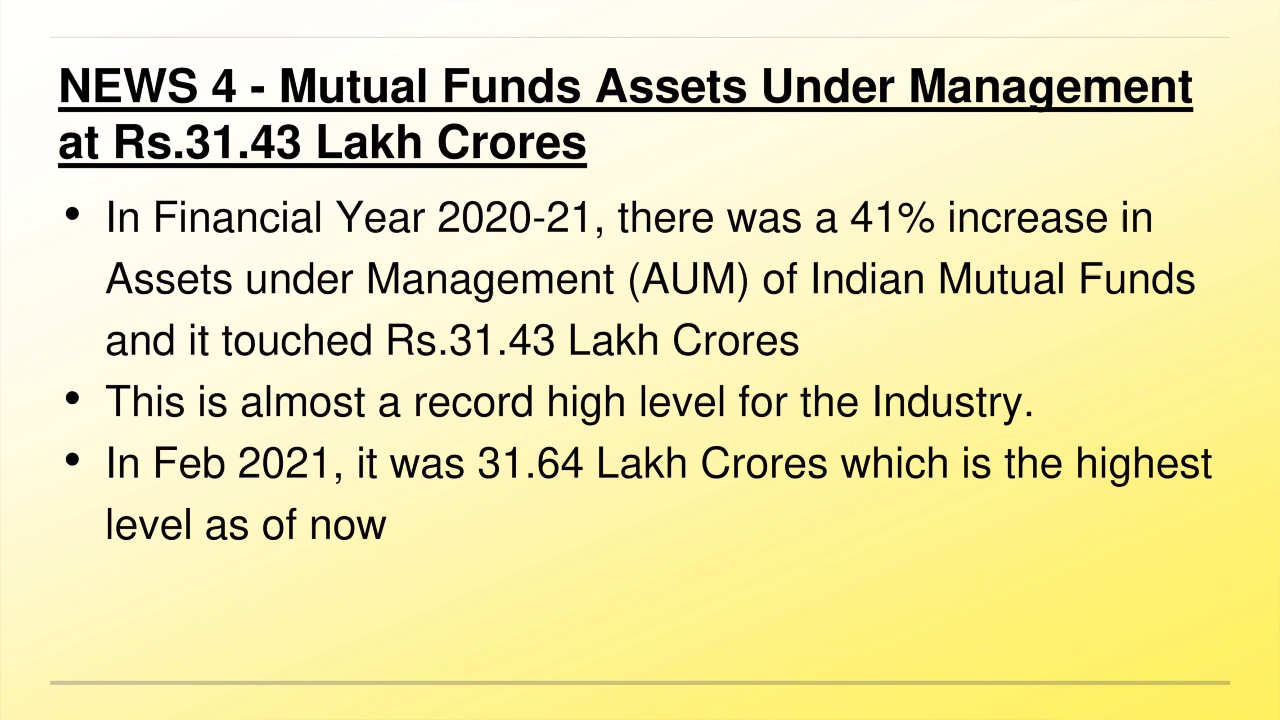 NEWS 4 - Mutual Funds Assets Under Management
at Rs.31.43 Lakh Crores
• In Financial Year 2020-21, there was a 41% increase in
Assets under Management (AUM) of Indian Mutual Funds
and it touched Rs.31.43 Lakh Crores
• This is almost a record high level for the Industry.
• In Feb 2021, it was 31.64 Lakh Crores which is the highest
level as of now